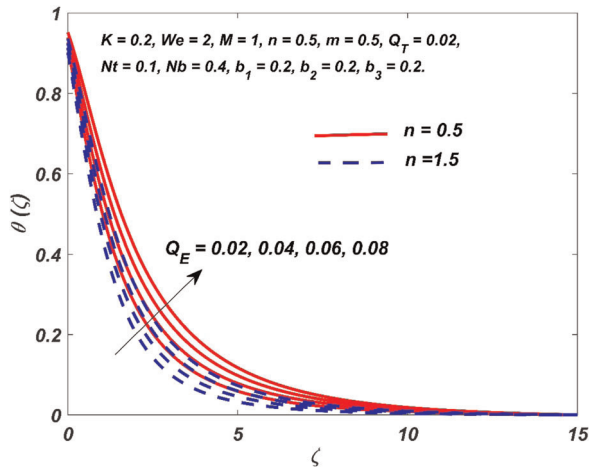 K = 0.2, We = 2, M = 1, n = 0.5, m = 0.5, Q_T = 0.02,
Nt = 0.1, Nb = 0.4, b_1 = 0.2, b_2 = 0.2, b_3 = 0.2.
n = 0.5
n =1.5
Q_E = 0.02, 0.04, 0.06, 0.08
θ (ζ)
1
0.8
0.6
0.4
0.2
0
0 5 10 15
ζ